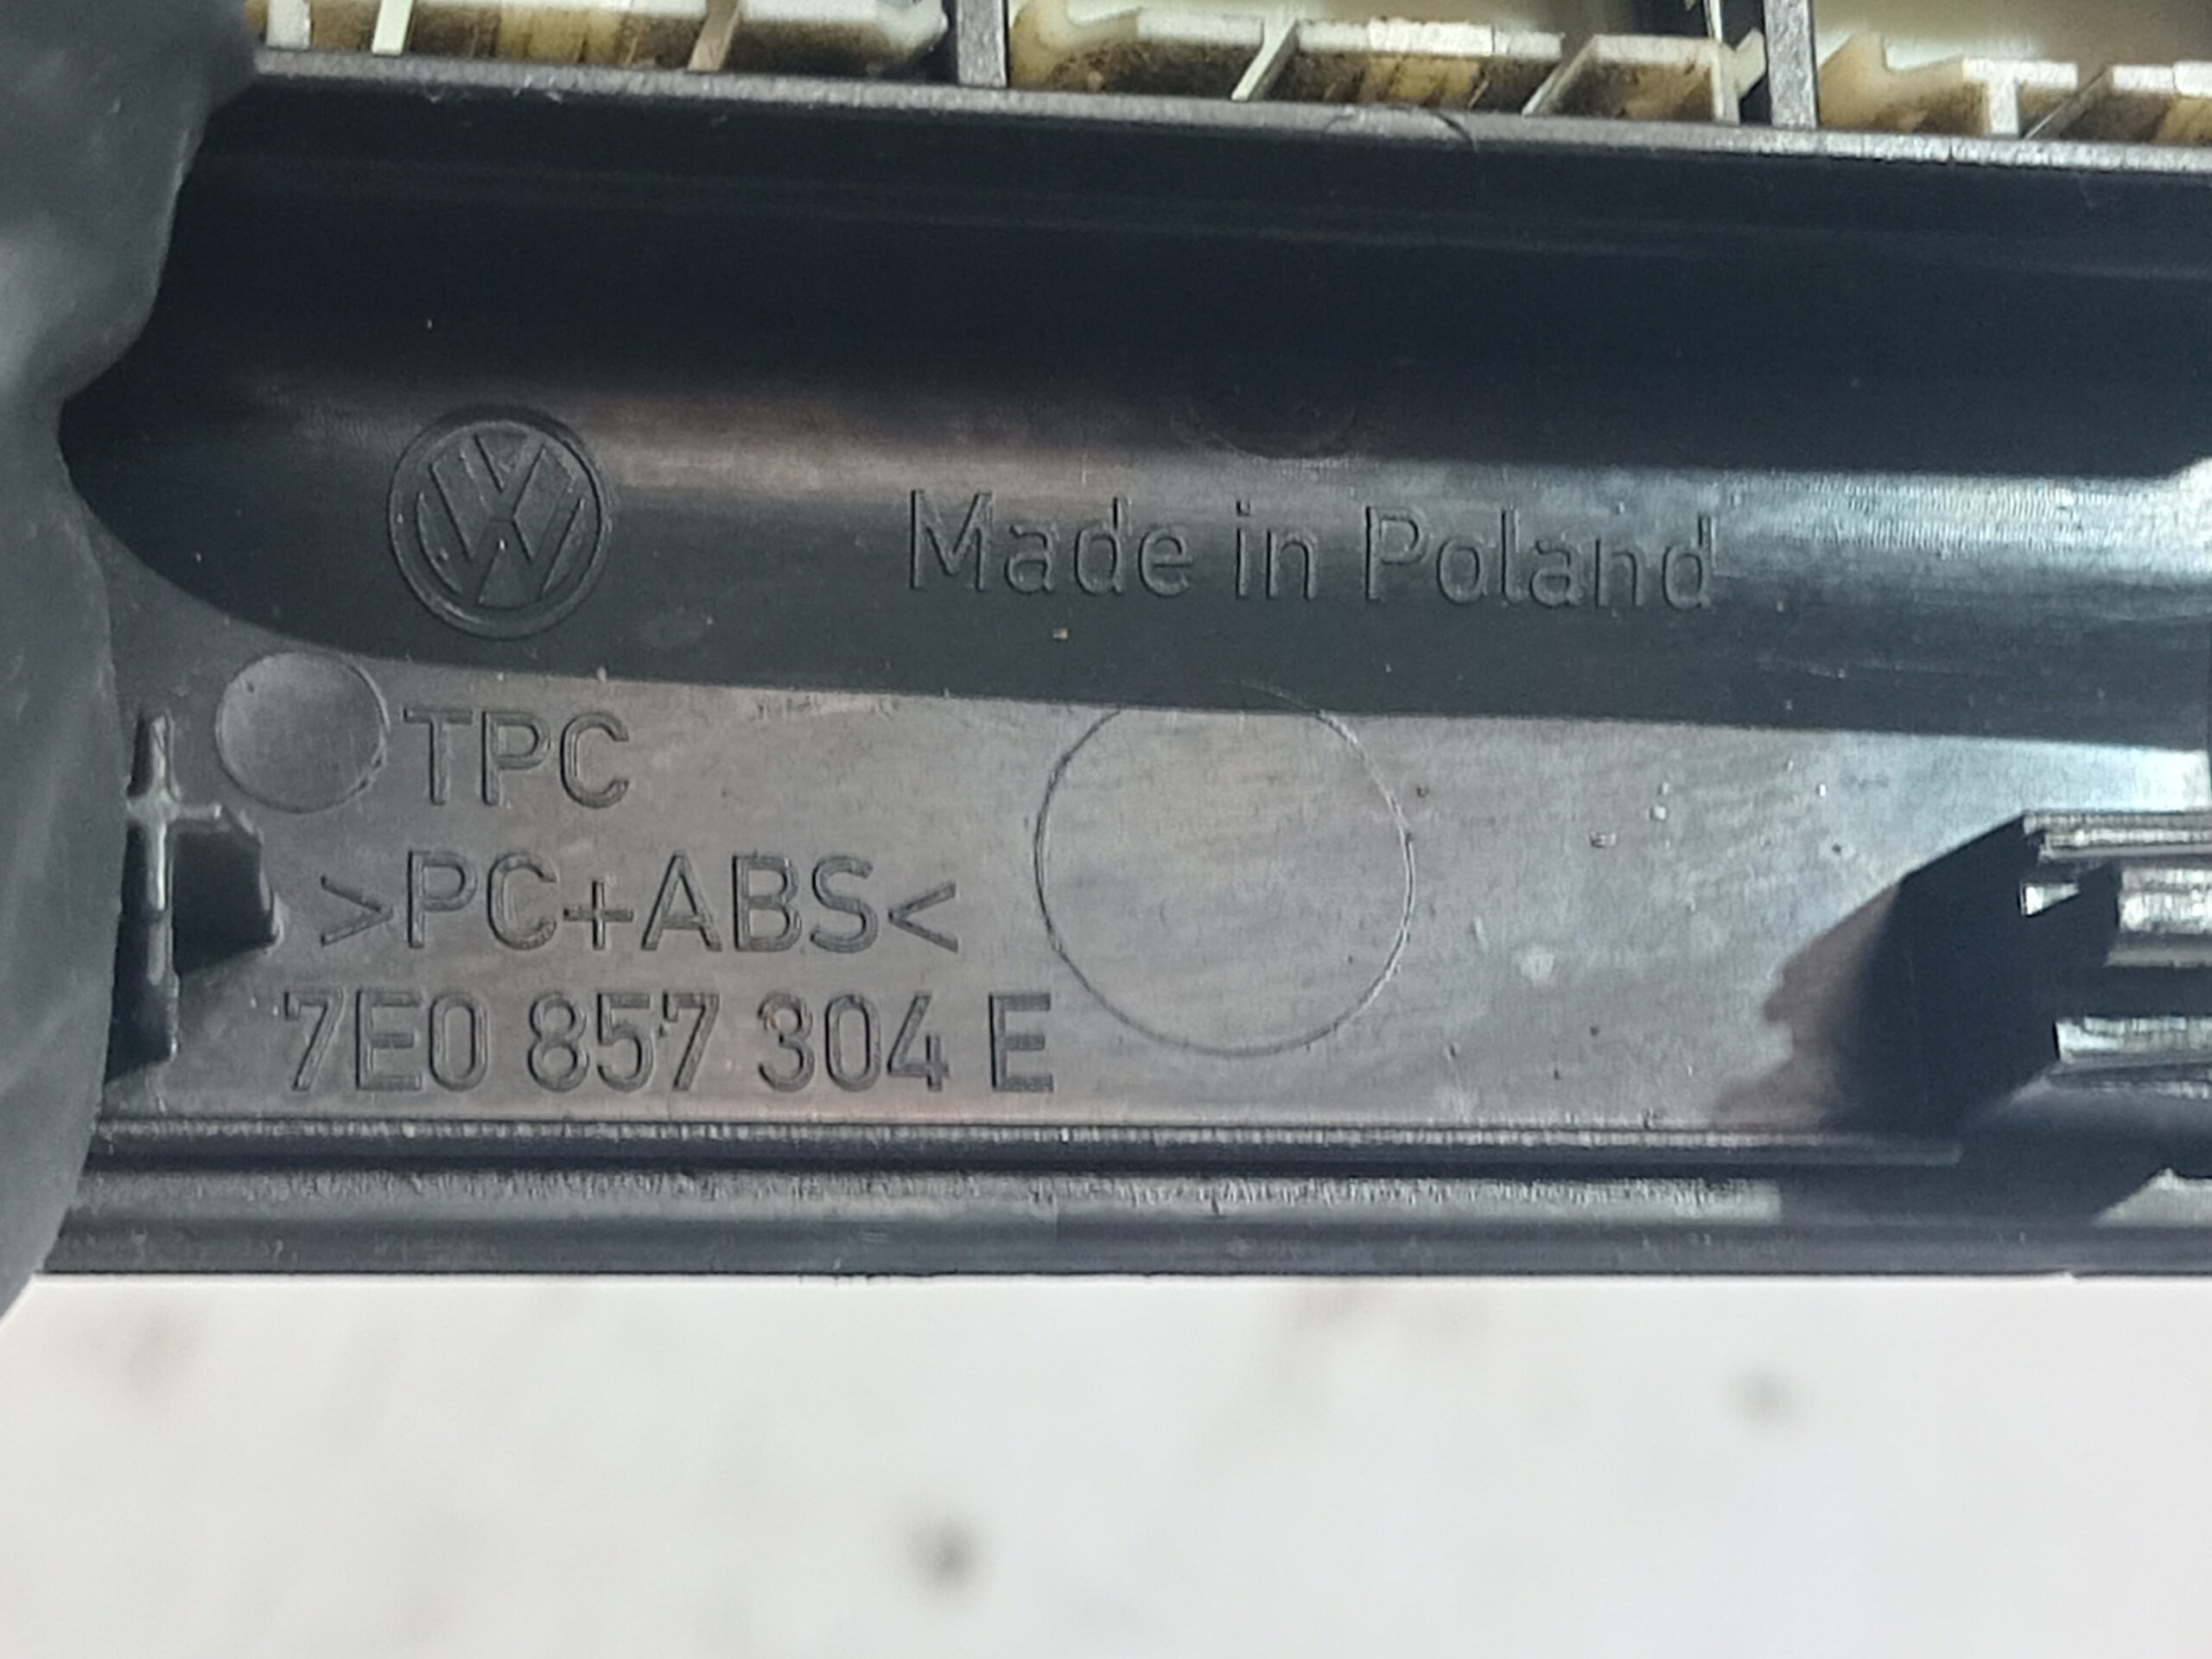 Made in Poland
TPC
>PC+ABS<
7E0 857 304 E